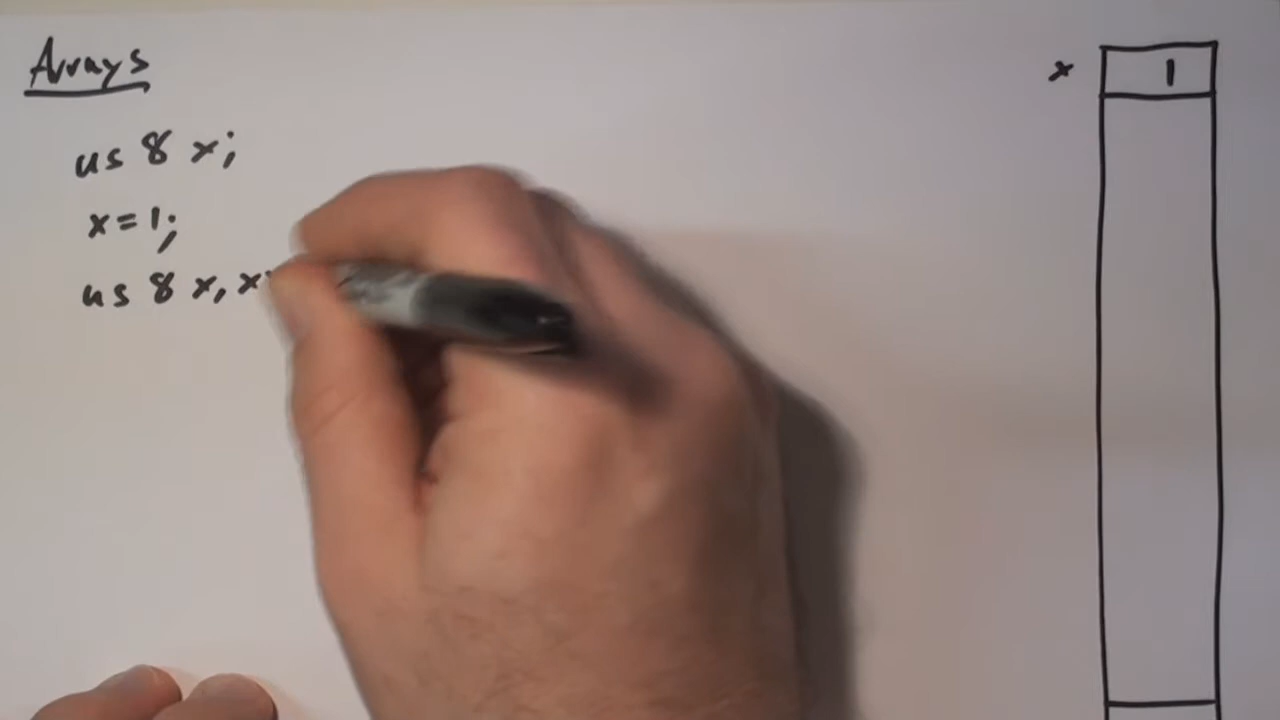 Arrays
us 8 x;
x = 1;
us 8 x, x
x 1